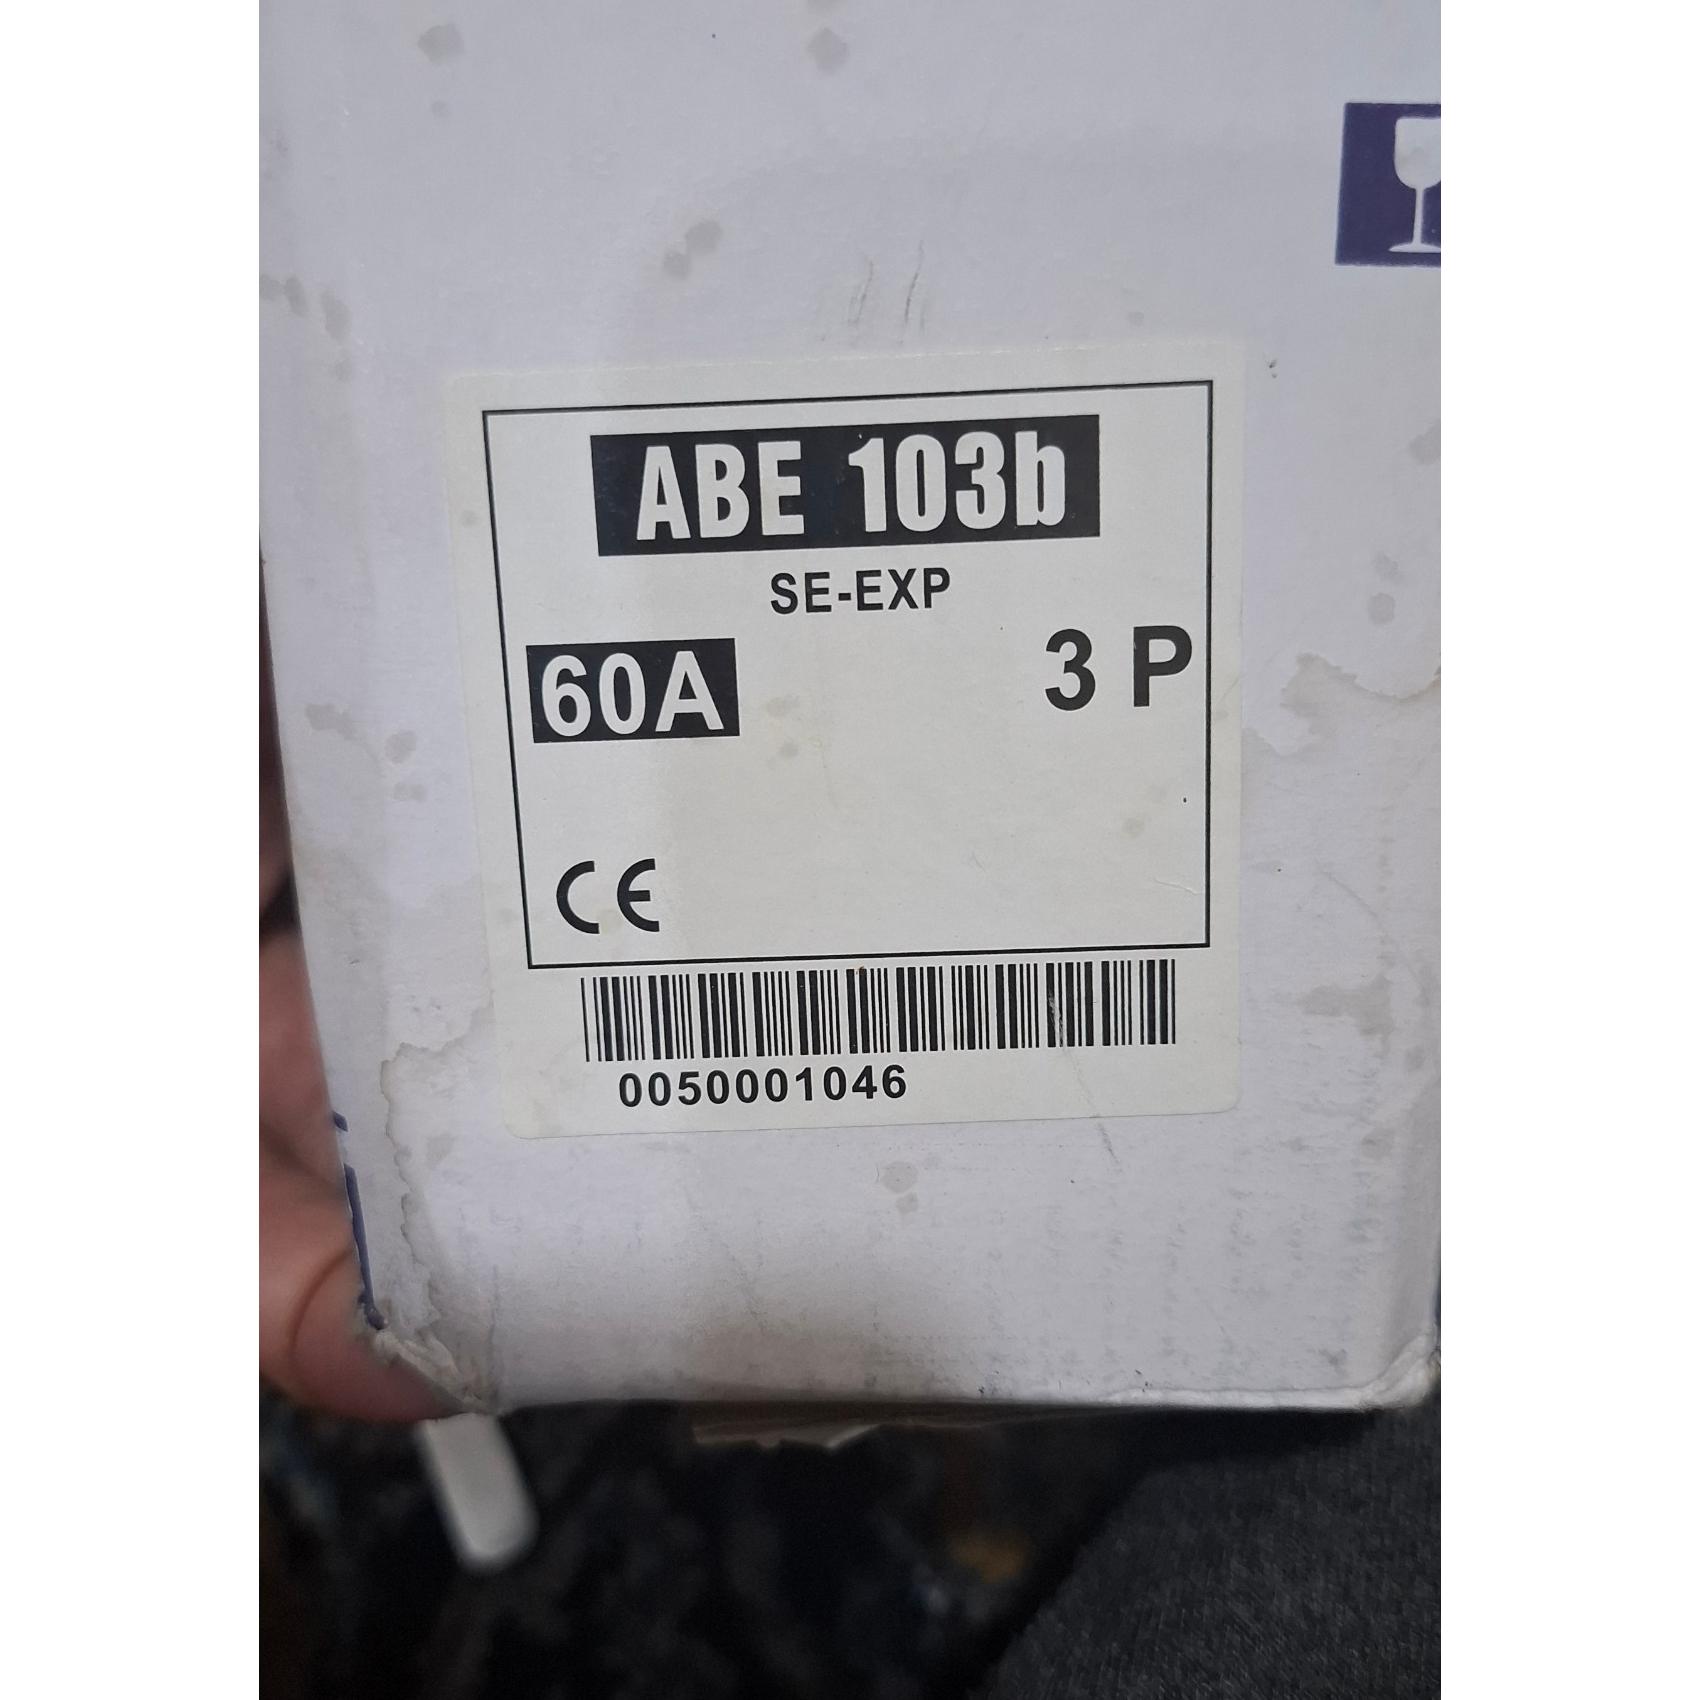 ABE 103b
SE-EXP
60A
3 P
CE
0050001046